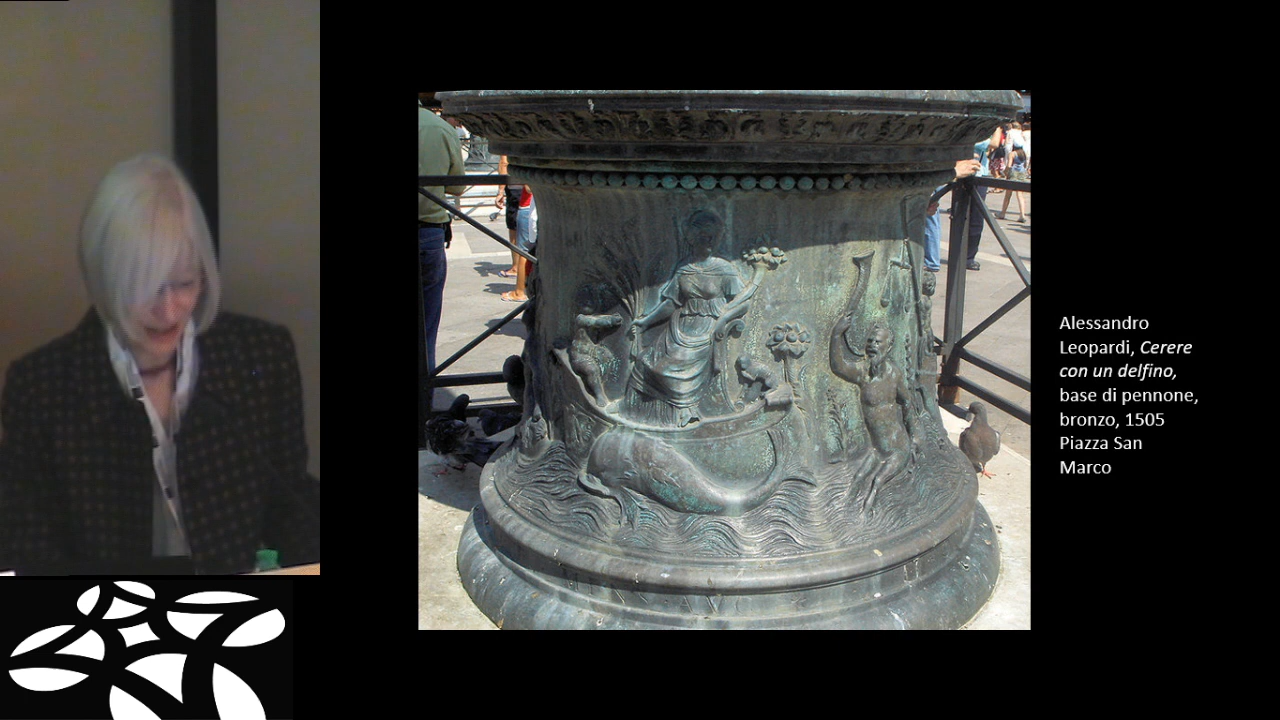 Alessandro
Leopardi, Cerere
con un delfino,
base di pennone,
bronzo, 1505
Piazza San
Marco